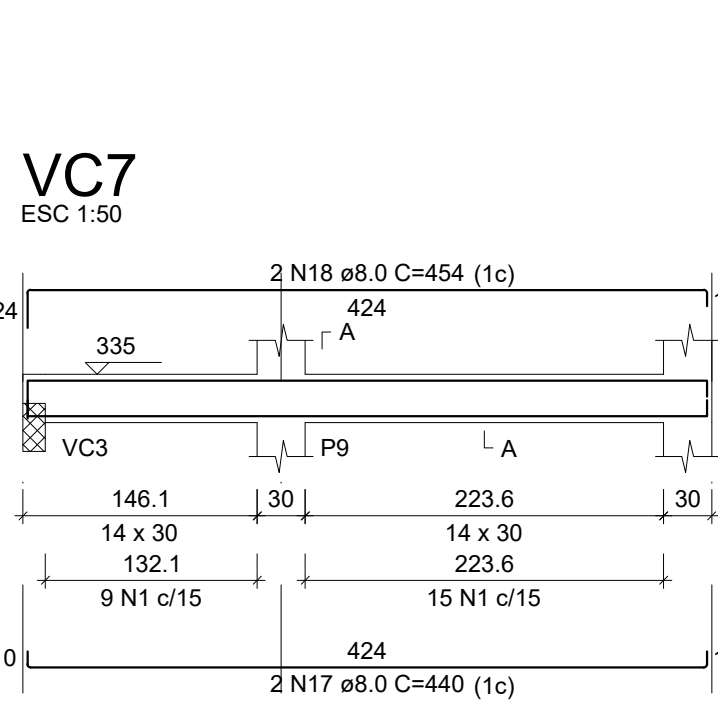 VC7
ESC 1:50
2 N18 ø8.0 C=454 (1c)
24
424
A
335
VC3
P9
A
146.1
30
223.6
30
14 x 30
14 x 30
132.1
223.6
9 N1 c/15
15 N1 c/15
0
424
2 N17 ø8.0 C=440 (1c)